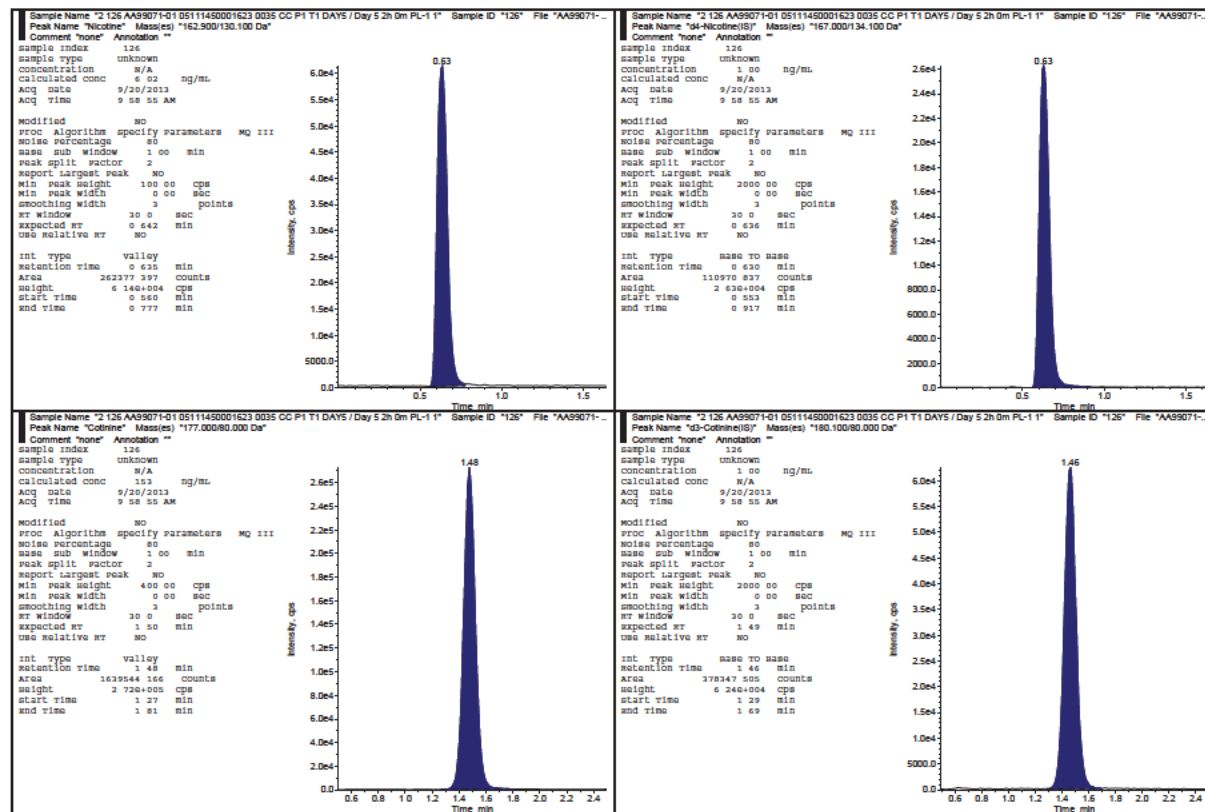 Sample Name "2 126 AA99071-01 05111450001623 0035 CC P1 T1 DAY5 / Day 5 2h 0m PL-1 1" Sample ID "126" File "AA99071-...
Peak Name "Nicotine" Mass(es) "162.900/130.100 Da"
Comment "none" Annotation ""
Sample Index 126
Sample Type Unknown
Concentration N/A
Calculated Conc 6 02 ng/mL
Acq Date 9/20/2013
Acq Time 9 58 55 AM
Modified NO
Proc Algorithm Specify Parameters MQ III
Noise Percentage 80
Base Sub Window 1 00 min
Peak Split Factor 2
Report Largest Peak NO
Min Peak Height 100 00 cps
Min Peak Width 0 00 sec
Smoothing Width 3 points
RT Window 30 0 sec
Expected RT 0 642 min
Use Relative RT NO
Int Type Valley
Retention Time 0 635 min
Area 262377 397 counts
Height 6 14e+004 cps
Start Time 0 560 min
End Time 0 777 min
0.63
6.0e4
5.5e4
5.0e4
4.5e4
4.0e4
3.5e4
3.0e4
2.5e4
2.0e4
1.5e4
1.0e4
5000.0
0.0
Intensity, cps
0.5 1.0 1.5
Time min
Sample Name "2 126 AA99071-01 05111450001623 0035 CC P1 T1 DAY5 / Day 5 2h 0m PL-1 1" Sample ID "126" File "AA99071-...
Peak Name "d4-Nicotine(IS)" Mass(es) "167.000/134.100 Da"
Comment "none" Annotation ""
Sample Index 126
Sample Type Unknown
Concentration 1 00 ng/mL
Calculated Conc N/A
Acq Date 9/20/2013
Acq Time 9 58 55 AM
Modified NO
Proc Algorithm Specify Parameters MQ III
Noise Percentage 80
Base Sub Window 1 00 min
Peak Split Factor 2
Report Largest Peak NO
Min Peak Height 2000 00 cps
Min Peak Width 0 00 sec
Smoothing Width 3 points
RT Window 30 0 sec
Expected RT 0 636 min
Use Relative RT NO
Int Type Base To Base
Retention Time 0 630 min
Area 110970 837 counts
Height 2 63e+004 cps
Start Time 0 553 min
End Time 0 917 min
0.63
2.6e4
2.4e4
2.2e4
2.0e4
1.8e4
1.6e4
1.4e4
1.2e4
1.0e4
8000.0
6000.0
4000.0
2000.0
0.0
Intensity, cps
0.5 1.0 1.5
Time min
Sample Name "2 126 AA99071-01 05111450001623 0035 CC P1 T1 DAY5 / Day 5 2h 0m PL-1 1" Sample ID "126" File "AA99071-...
Peak Name "Cotinine" Mass(es) "177.000/80.000 Da"
Comment "none" Annotation ""
Sample Index 126
Sample Type Unknown
Concentration N/A
Calculated Conc 153 ng/mL
Acq Date 9/20/2013
Acq Time 9 58 55 AM
Modified NO
Proc Algorithm Specify Parameters MQ III
Noise Percentage 80
Base Sub Window 1 00 min
Peak Split Factor 2
Report Largest Peak NO
Min Peak Height 400 00 cps
Min Peak Width 0 00 sec
Smoothing Width 3 points
RT Window 30 0 sec
Expected RT 1 50 min
Use Relative RT NO
Int Type Valley
Retention Time 1 48 min
Area 1639544 166 counts
Height 2 72e+005 cps
Start Time 1 27 min
End Time 1 81 min
1.48
2.6e5
2.4e5
2.2e5
2.0e5
1.8e5
1.6e5
1.4e5
1.2e5
1.0e5
8.0e4
6.0e4
4.0e4
2.0e4
0.0
Intensity, cps
0.6 0.8 1.0 1.2 1.4 1.6 1.8 2.0 2.2 2.4
Time min
Sample Name "2 126 AA99071-01 05111450001623 0035 CC P1 T1 DAY5 / Day 5 2h 0m PL-1 1" Sample ID "126" File "AA99071-...
Peak Name "d3-Cotinine(IS)" Mass(es) "180.100/80.000 Da"
Comment "none" Annotation ""
Sample Index 126
Sample Type Unknown
Concentration 1 00 ng/mL
Calculated Conc N/A
Acq Date 9/20/2013
Acq Time 9 58 55 AM
Modified NO
Proc Algorithm Specify Parameters MQ III
Noise Percentage 80
Base Sub Window 1 00 min
Peak Split Factor 2
Report Largest Peak NO
Min Peak Height 2000 00 cps
Min Peak Width 0 00 sec
Smoothing Width 3 points
RT Window 30 0 sec
Expected RT 1 49 min
Use Relative RT NO
Int Type Base To Base
Retention Time 1 46 min
Area 378347 505 counts
Height 6 24e+004 cps
Start Time 1 29 min
End Time 1 69 min
1.46
6.0e4
5.5e4
5.0e4
4.5e4
4.0e4
3.5e4
3.0e4
2.5e4
2.0e4
1.5e4
1.0e4
5000.0
0.0
Intensity, cps
0.6 0.8 1.0 1.2 1.4 1.6 1.8 2.0 2.2 2.4
Time min